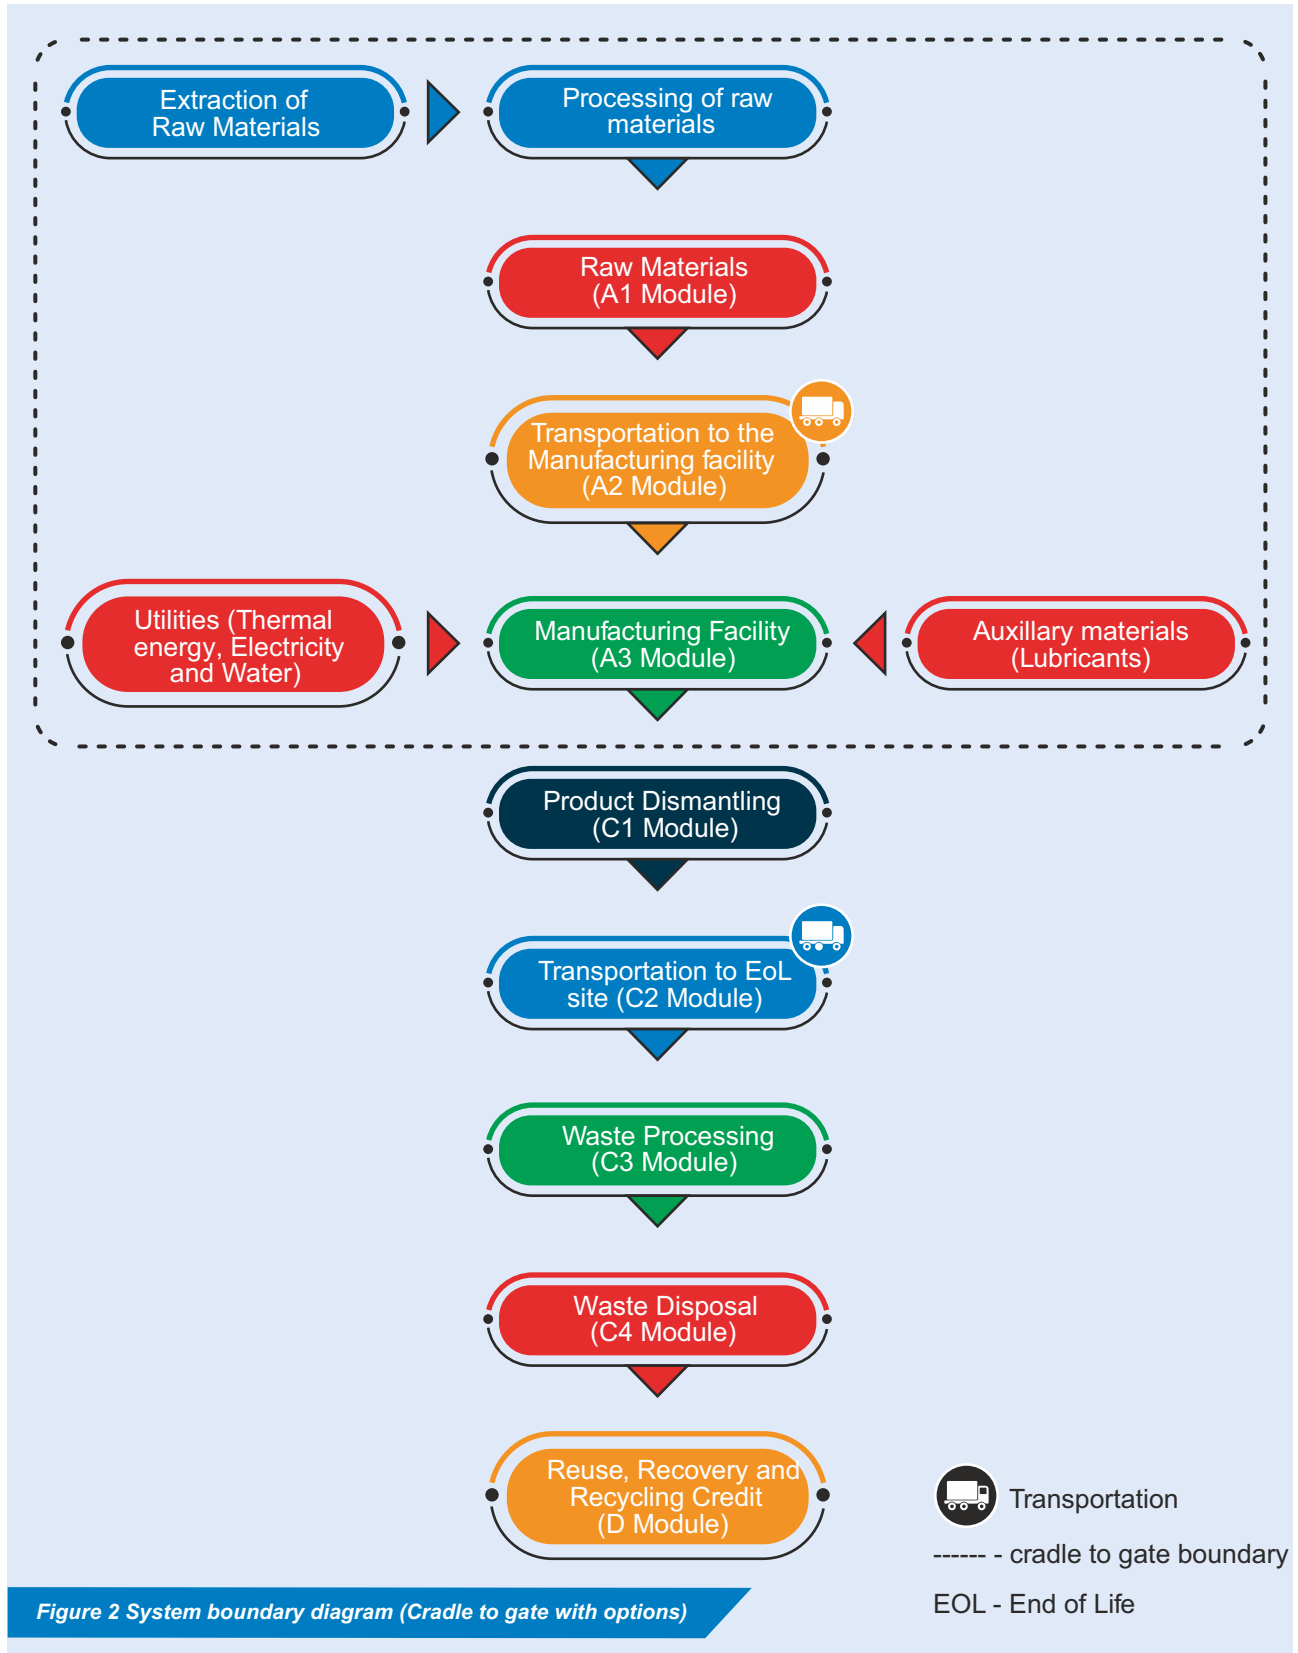 Extraction of
Raw Materials
Processing of raw
materials
Raw Materials
(A1 Module)
Transportation to the
Manufacturing facility
(A2 Module)
Utilities (Thermal
energy, Electricity
and Water)
Manufacturing Facility
(A3 Module)
Auxillary materials
(Lubricants)
Product Dismantling
(C1 Module)
Transportation to EoL
site (C2 Module)
Waste Processing
(C3 Module)
Waste Disposal
(C4 Module)
Reuse, Recovery and
Recycling Credit
(D Module)
Transportation
------ - cradle to gate boundary
EOL - End of Life
Figure 2 System boundary diagram (Cradle to gate with options)